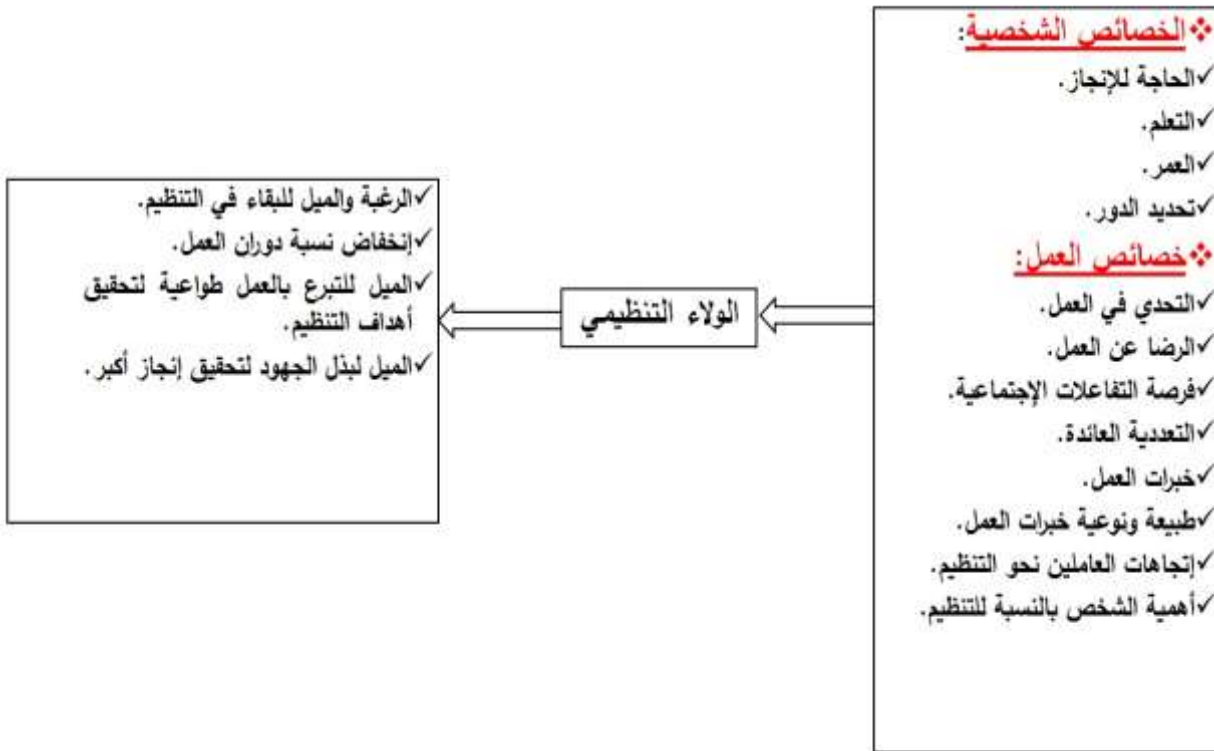 ❖الخصائص الشخصية:
✓الحاجة للإنجاز.
✓التعلم.
✓العمر.
✓تحديد الدور.
❖خصائص العمل:
✓التحدي في العمل.
✓الرضا عن العمل.
✓فرصة التفاعلات الإجتماعية.
✓التعددية العائدة.
✓خبرات العمل.
✓طبيعة ونوعية خبرات العمل.
✓إتجاهات العاملين نحو التنظيم.
✓أهمية الشخص بالنسبة للتنظيم.
الولاء التنظيمي
✓الرغبة والميل للبقاء في التنظيم.
✓إنخفاض نسبة دوران العمل.
✓الميل للتبرع بالعمل طواعية لتحقيق
أهداف التنظيم.
✓الميل لبذل الجهود لتحقيق إنجاز أكبر.